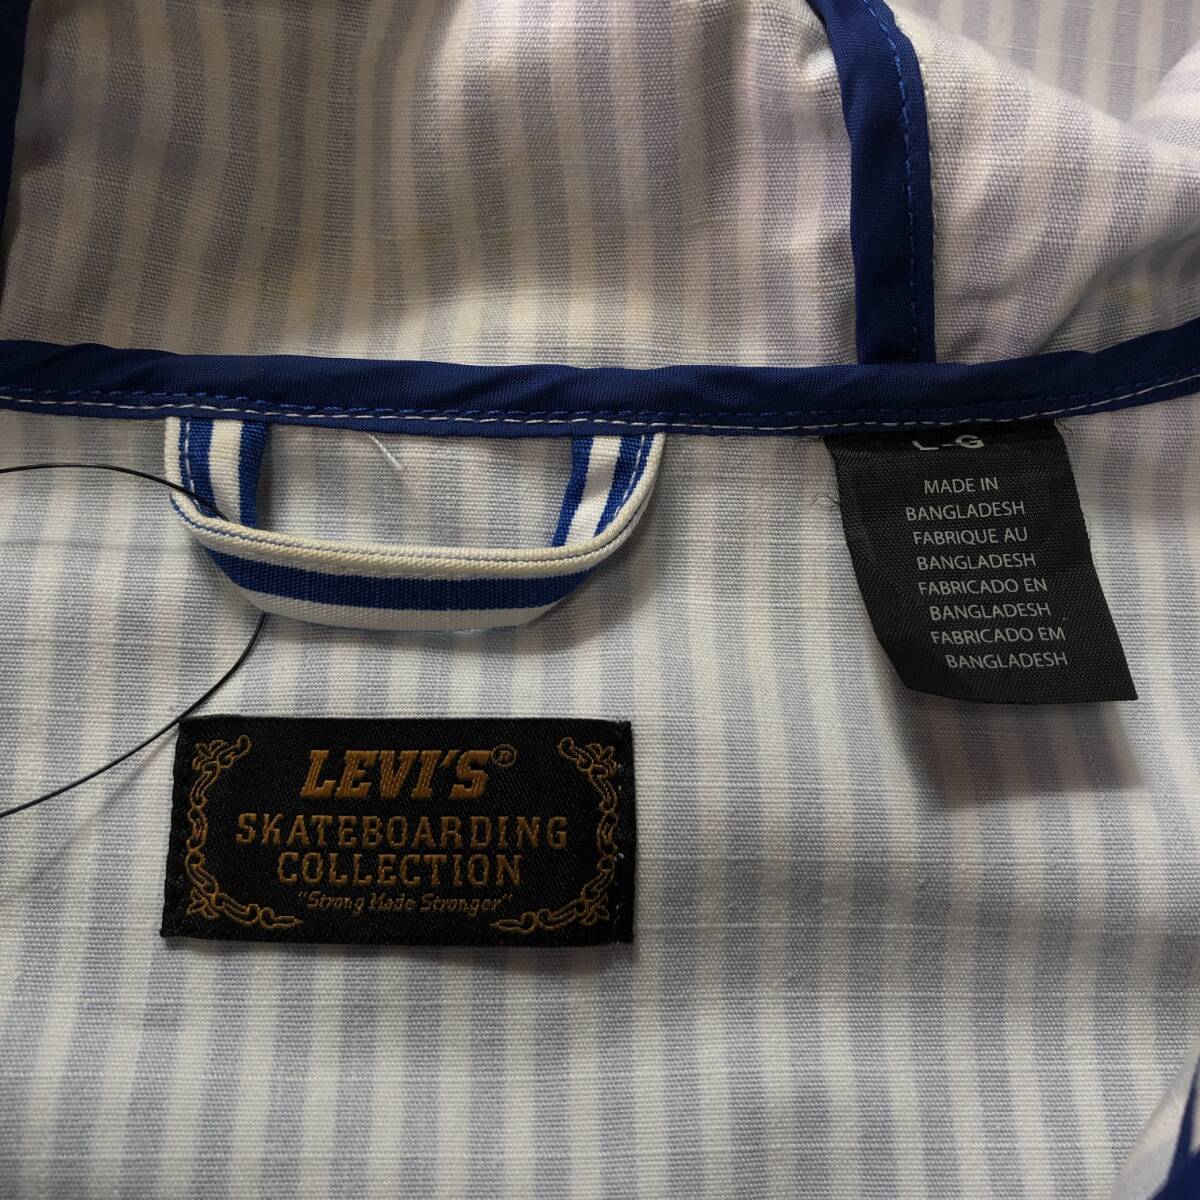 LEVI'S®
SKATEBOARDING
COLLECTION
"Strong Made Stronger"
L-G
MADE IN
BANGLADESH
FABRIQUE AU
BANGLADESH
FABRICADO EN
BANGLADESH
FABRICADO EM
BANGLADESH